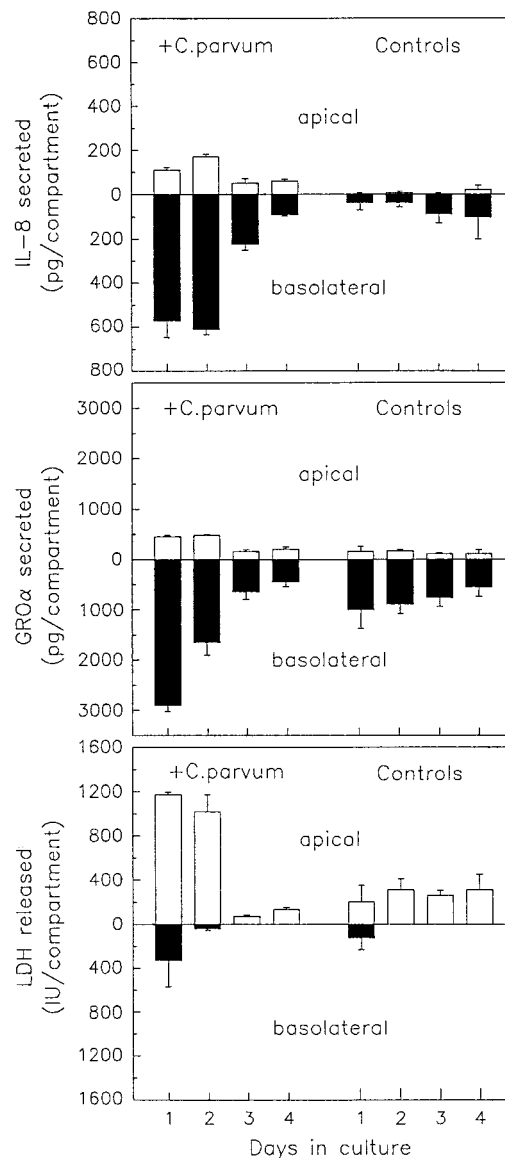 800
+C.parvum Controls
600
400
apical
200
0
200
basolateral
400
600
800
IL-8 secreted
(pg/compartment)
3000
+C.parvum Controls
2000
apical
1000
0
1000
basolateral
2000
3000
GROα secreted
(pg/compartment)
1600
+C.parvum Controls
1200
800
apical
400
0
400
800
basolateral
1200
1600
LDH released
(IU/compartment)
1 2 3 4 1 2 3 4
Days in culture